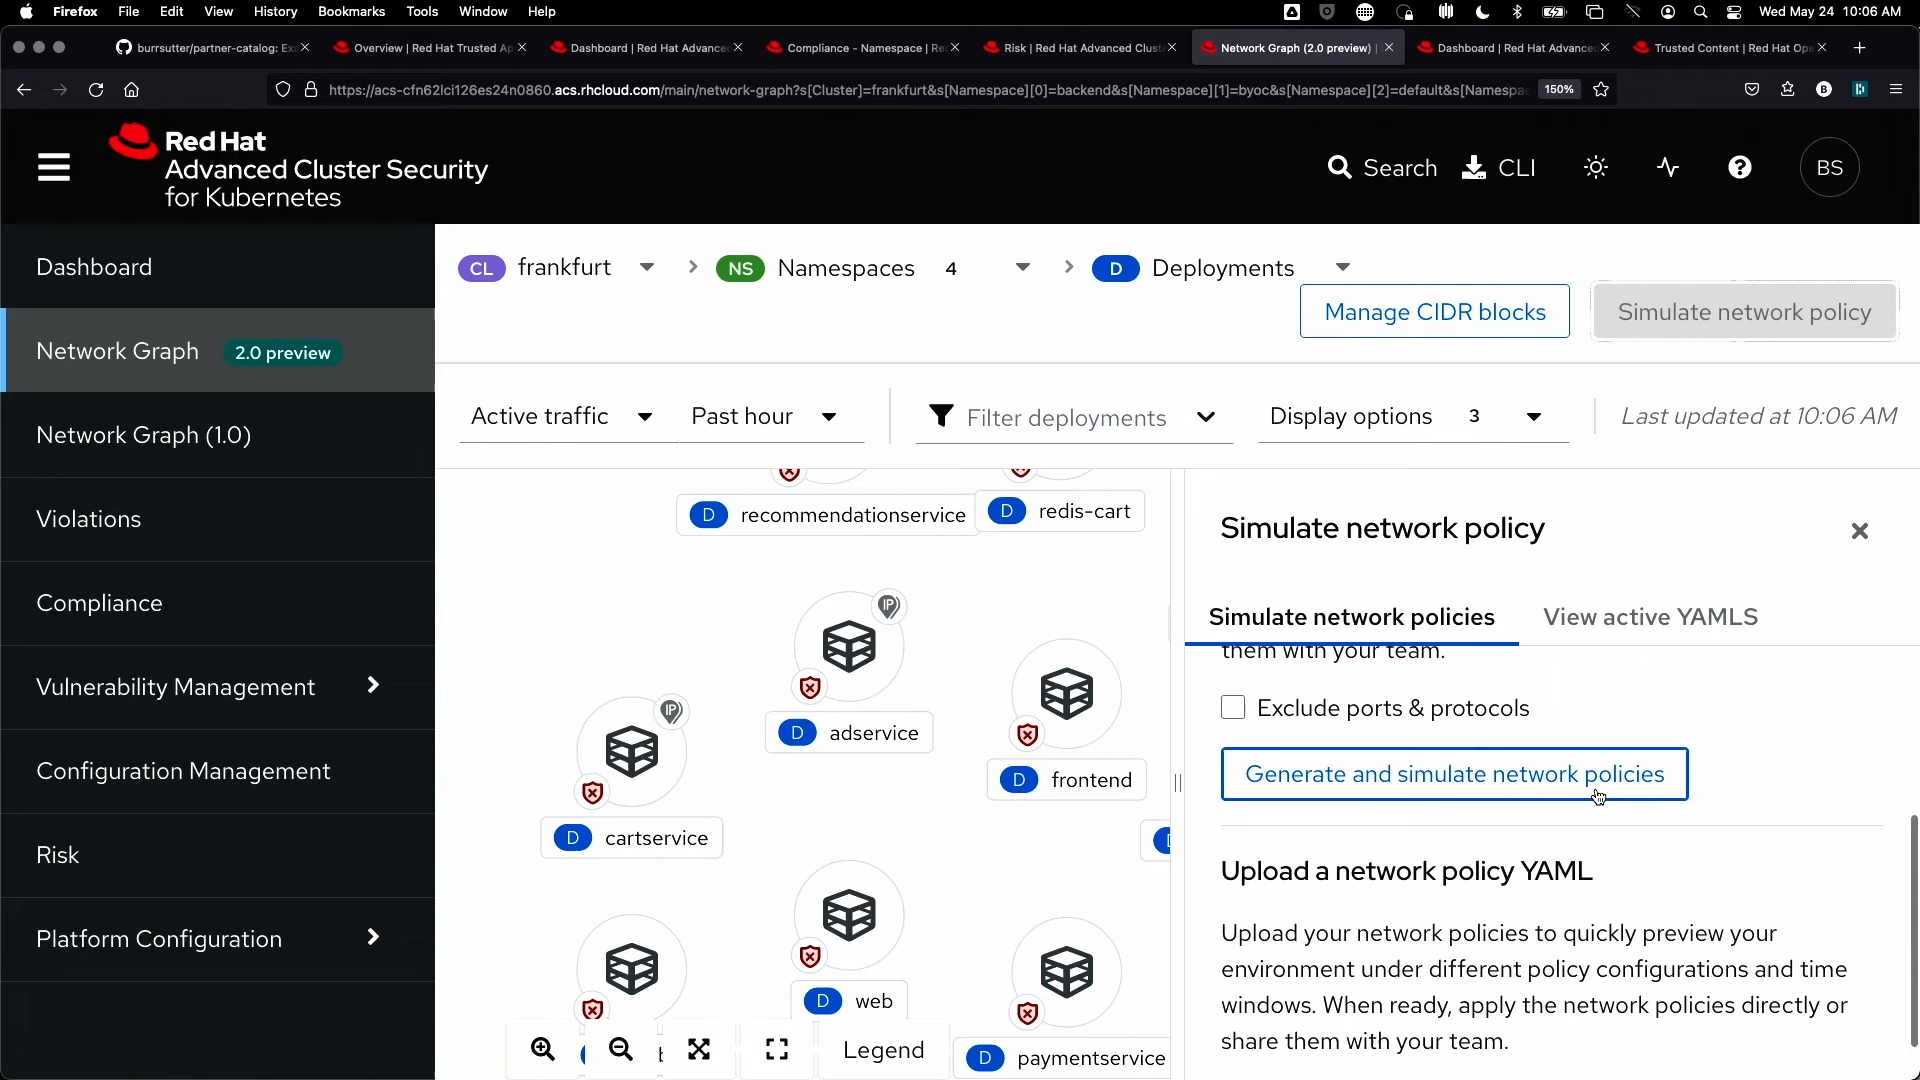 Firefox File Edit View History Bookmarks Tools Window Help Wed May 24 10:06 AM
burrsutter/partner-catalog: Ex Overview | Red Hat Trusted Ap Dashboard | Red Hat Advanced Compliance - Namespace | Re Risk | Red Hat Advanced Clust Network Graph (2.0 preview) | Dashboard | Red Hat Advance Trusted Content | Red Hat Ope
https://acs-cfn62lci126es24n0860.acs.rhcloud.com/main/network-graph?s[Cluster]=frankfurt&s[Namespace][0]=backend&s[Namespace][1]=byoc&s[Namespace][2]=default&s[Namespa 150% B
Red Hat
Advanced Cluster Security
for Kubernetes
Search CLI BS
Dashboard
Network Graph 2.0 preview
Network Graph (1.0)
Violations
Compliance
Vulnerability Management
Configuration Management
Risk
Platform Configuration
CL frankfurt NS Namespaces 4 D Deployments
Manage CIDR blocks Simulate network policy
Active traffic Past hour Filter deployments Display options 3 Last updated at 10:06 AM
D recommendationservice D redis-cart
IP
D adservice
IP
D frontend
D cartservice
D web
D paymentservice
Legend
Simulate network policy
Simulate network policies View active YAMLS
them with your team.
Exclude ports & protocols
Generate and simulate network policies
Upload a network policy YAML
Upload your network policies to quickly preview your
environment under different policy configurations and time
windows. When ready, apply the network policies directly or
share them with your team.